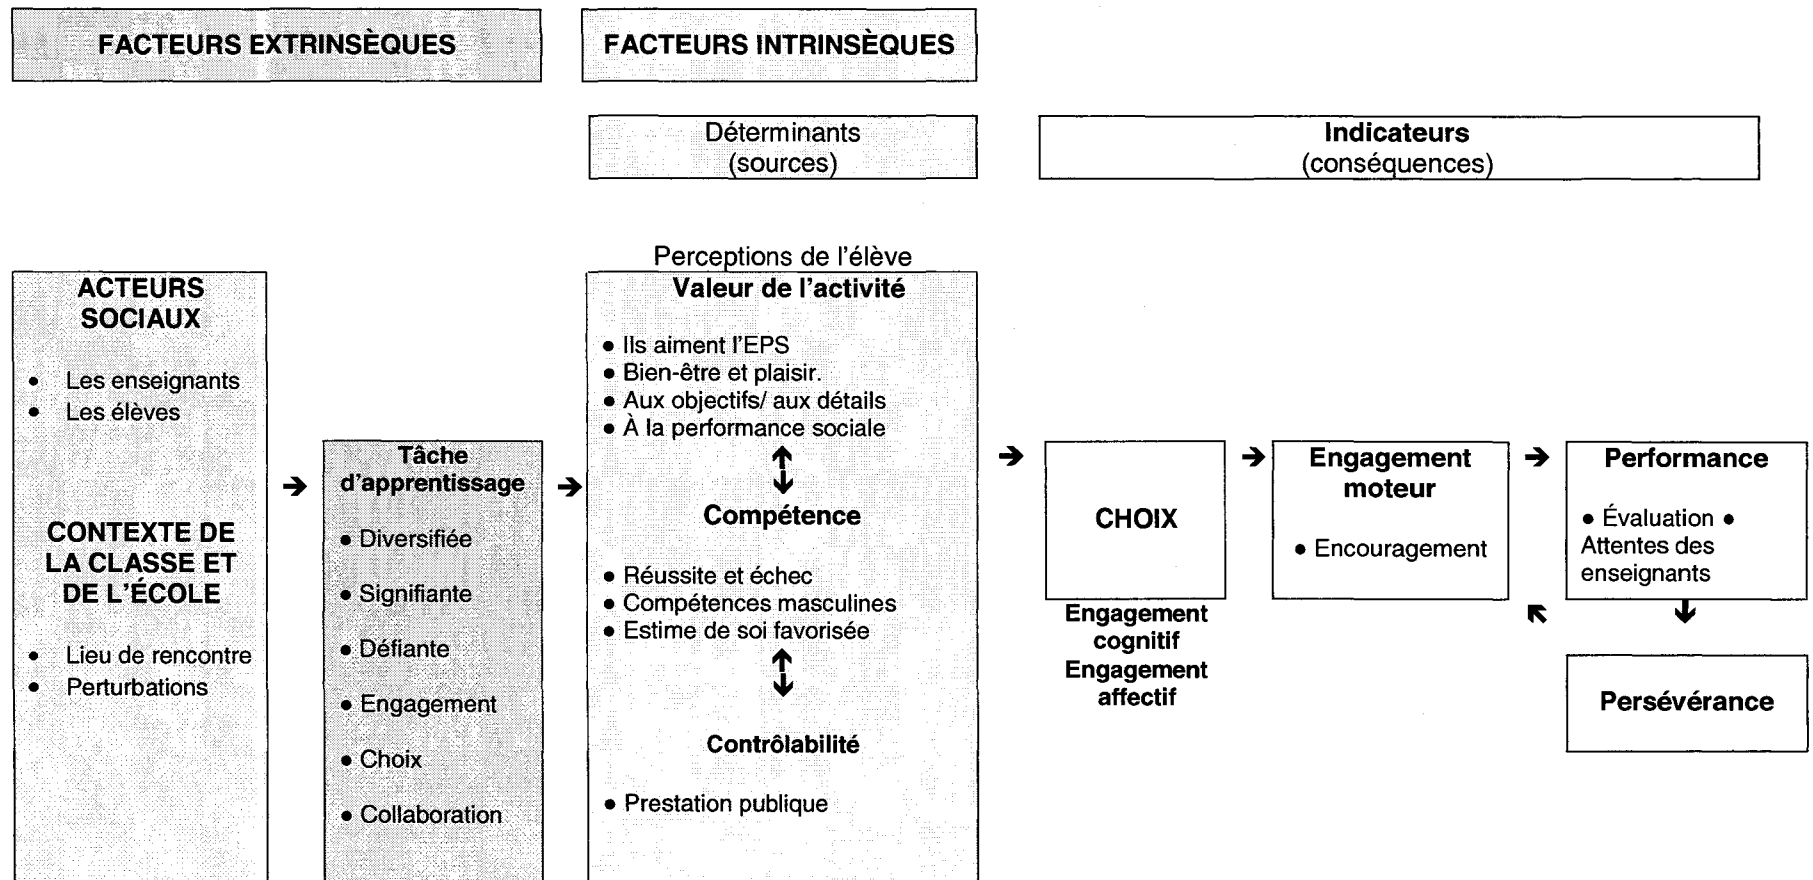 FACTEURS EXTRINSÈQUES
FACTEURS INTRINSÈQUES
Déterminants
(sources)
Indicateurs
(conséquences)
ACTEURS
SOCIAUX
• Les enseignants
• Les élèves
CONTEXTE DE
LA CLASSE ET
DE L'ÉCOLE
• Lieu de rencontre
• Perturbations
Tâche
d'apprentissage
• Diversifiée
• Signifiante
• Défiante
• Engagement
• Choix
• Collaboration
Perceptions de l'élève
Valeur de l'activité
• Ils aiment l'EPS
• Bien-être et plaisir.
• Aux objectifs/ aux détails
• À la performance sociale
Compétence
• Réussite et échec
• Compétences masculines
• Estime de soi favorisée
Contrôlabilité
• Prestation publique
CHOIX
Engagement
cognitif
Engagement
affectif
Engagement
moteur
• Encouragement
Performance
• Évaluation •
Attentes des
enseignants
Persévérance